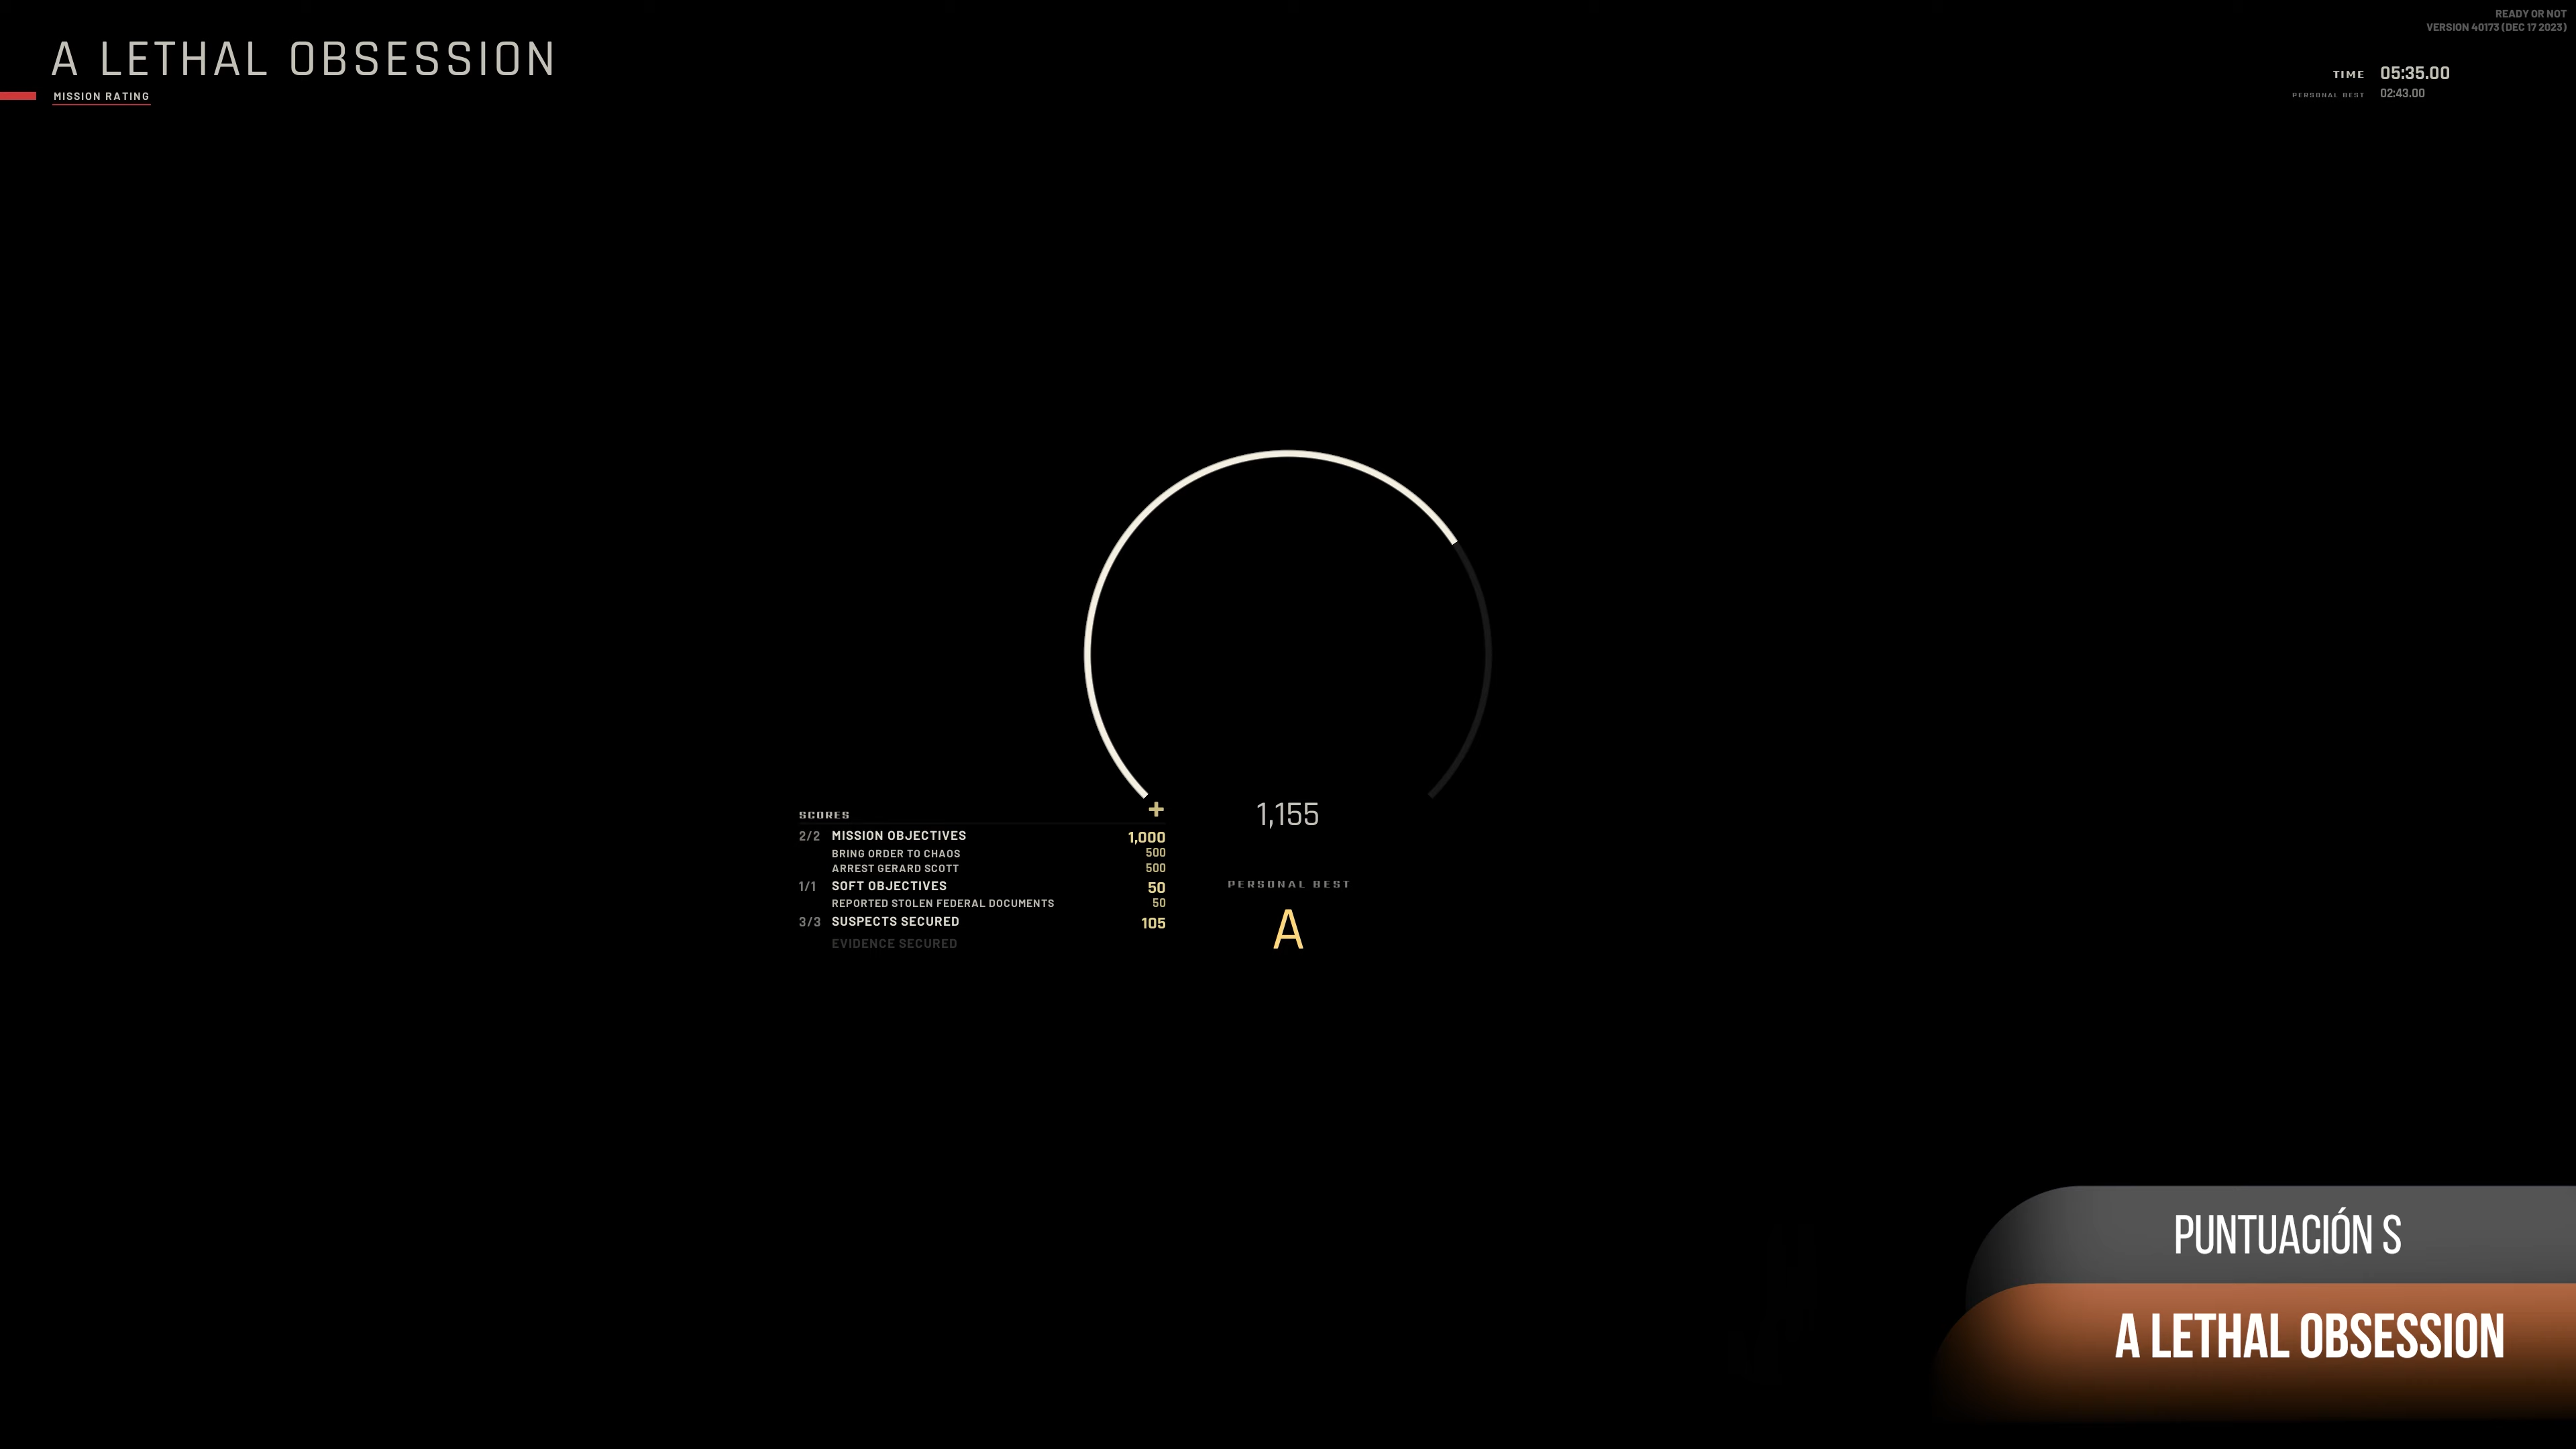 A LETHAL OBSESSION
MISSION RATING
READY OR NOT
VERSION 40173 (DEC 17 2023)
TIME 05:35.00
PERSONAL BEST 02:43.00
SCORES +
2/2 MISSION OBJECTIVES 1,000
BRING ORDER TO CHAOS 500
ARREST GERARD SCOTT 500
1/1 SOFT OBJECTIVES 50
REPORTED STOLEN FEDERAL DOCUMENTS 50
3/3 SUSPECTS SECURED 105
EVIDENCE SECURED
1,155
PERSONAL BEST
A
PUNTUACIÓN S
A LETHAL OBSESSION